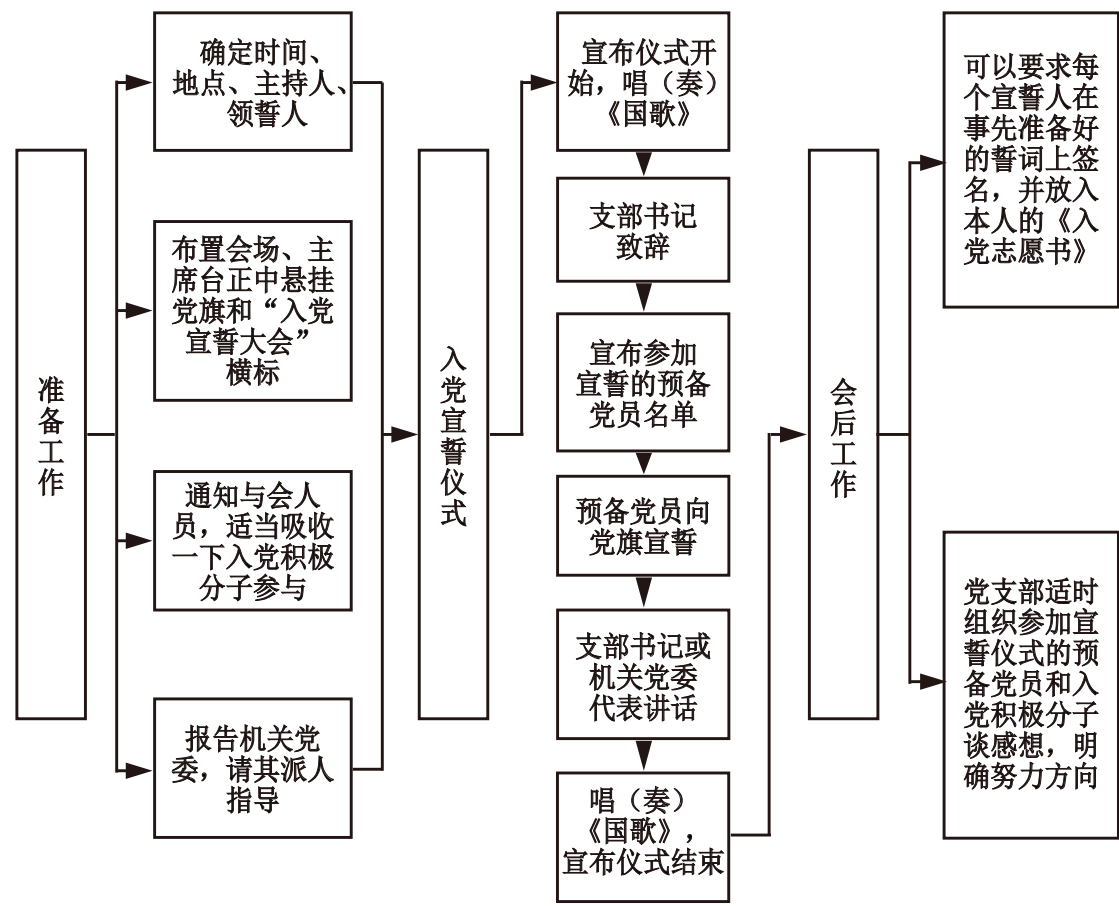 准备工作
确定时间、
地点、主持人、
领誓人
布置会场、主
席台正中悬挂
党旗和“入党
宣誓大会”
横标
通知与会人
员，适当吸收
一下入党积极
分子参与
报告机关党
委，请其派人
指导
入党宣誓仪式
宣布仪式开
始，唱（奏）
《国歌》
支部书记
致辞
宣布参加
宣誓的预备
党员名单
预备党员向
党旗宣誓
支部书记或
机关党委
代表讲话
唱（奏）
《国歌》，
宣布仪式结束
会后工作
可以要求每
个宣誓人在
事先准备好
的誓词上签
名，并放入
本人的《入
党志愿书》
党支部适时
组织参加宣
誓仪式的预
备党员和入
党积极分子
谈感想，明
确努力方向